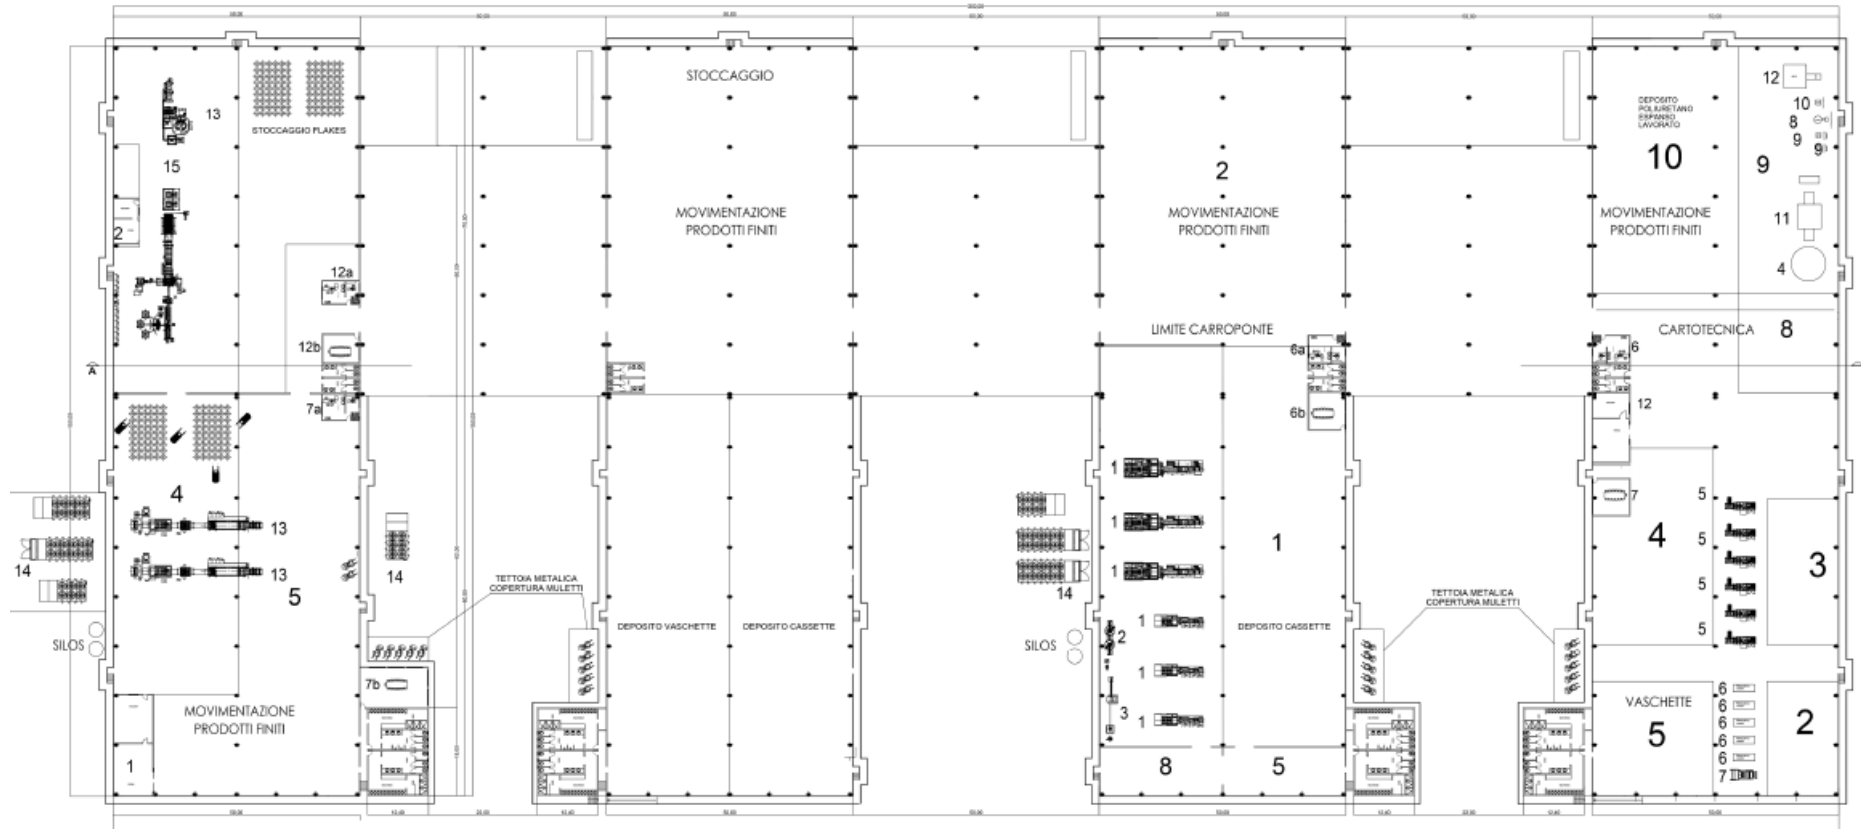 STOCCAGGIO
12
13
DEPOSITO
POLIURETANO
ESPANSO
LAVORATO
10
8
9
9
STOCCAGGIO FLAKES
15
2
10
9
MOVIMENTAZIONE
PRODOTTI FINITI
MOVIMENTAZIONE
PRODOTTI FINITI
MOVIMENTAZIONE
PRODOTTI FINITI
11
2
4
12a
LIMITE CARROPONTE
CARTOTECNICA
8
12b
6a
6
A
7a
6b
12
1
4
7
5
13
1
5
1
4
5
3
13
1
5
14
14
14
5
5
TETTOIA METALICA
COPERTURA MULETTI
TETTOIA METALICA
COPERTURA MULETTI
SILOS
DEPOSITO VASCHETTE
DEPOSITO CASSETTE
SILOS
2
1
DEPOSITO CASSETTE
5
7b
1
6
MOVIMENTAZIONE
PRODOTTI FINITI
3
1
VASCHETTE
6
5
6
2
6
1
8
5
6
7